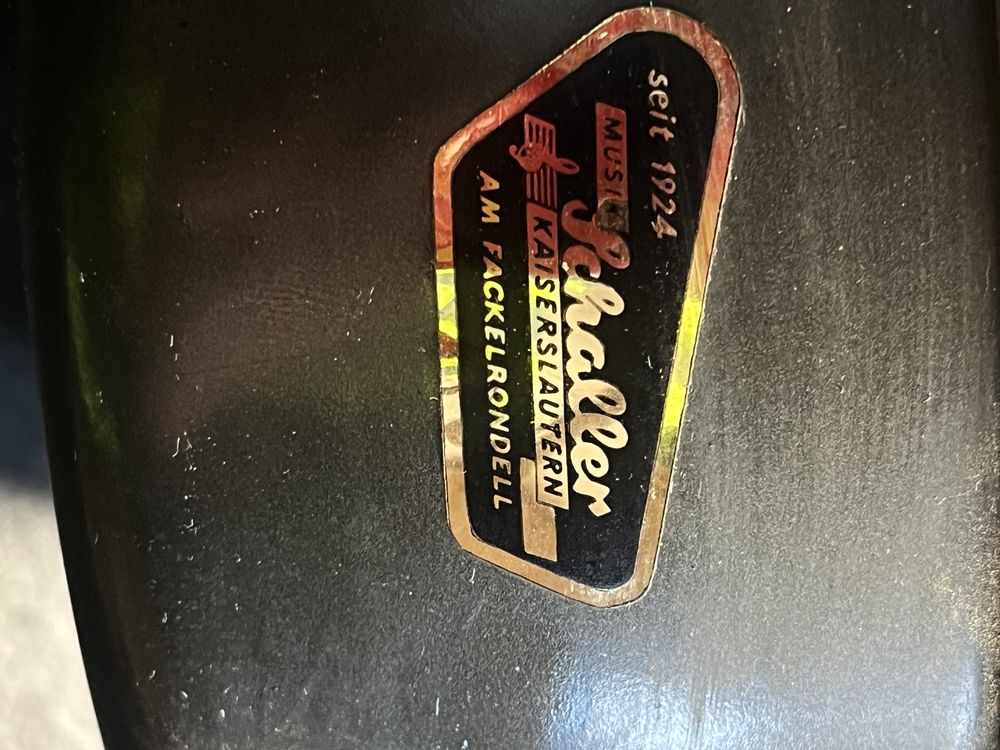 seit 1924
MUSIK
Schaller
KAISERSLAUTERN
AM FACKELRONDELL